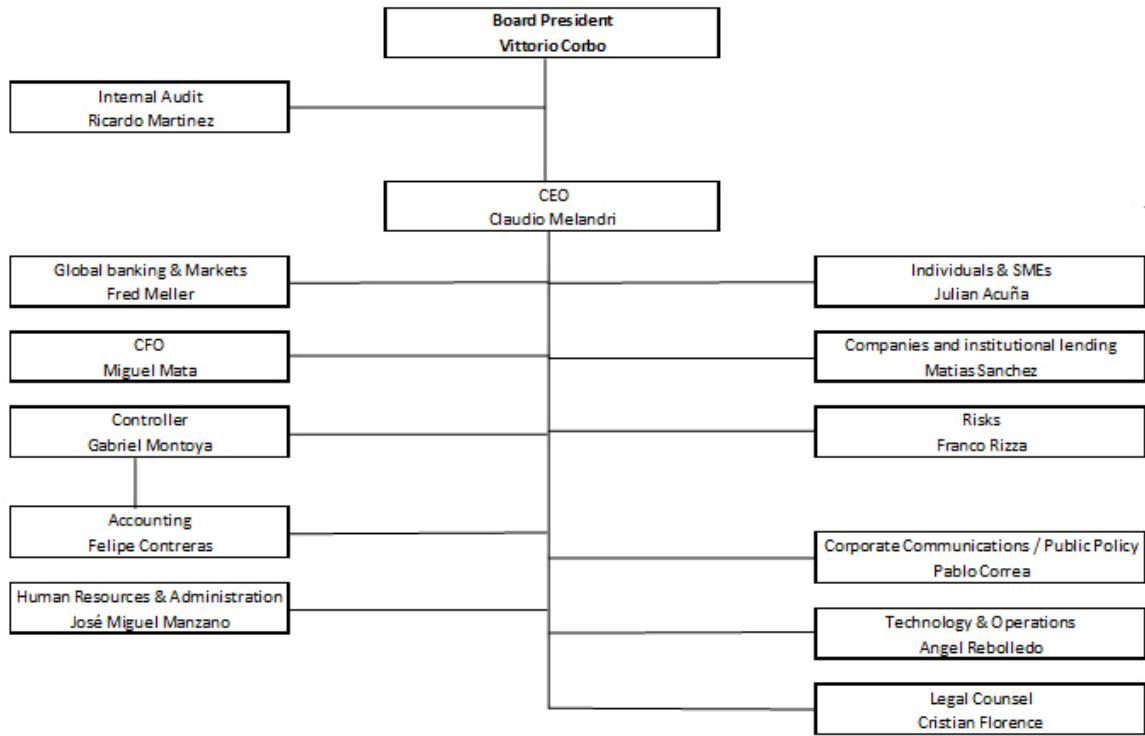 Board President
Vittorio Corbo
Internal Audit
Ricardo Martinez
CEO
Claudio Melandri
Global banking & Markets
Fred Meller
Individuals & SMEs
Julian Acuña
CFO
Miguel Mata
Companies and institutional lending
Matias Sanchez
Controller
Gabriel Montoya
Risks
Franco Rizza
Accounting
Felipe Contreras
Corporate Communications / Public Policy
Pablo Correa
Human Resources & Administration
José Miguel Manzano
Technology & Operations
Angel Rebolledo
Legal Counsel
Cristian Florence